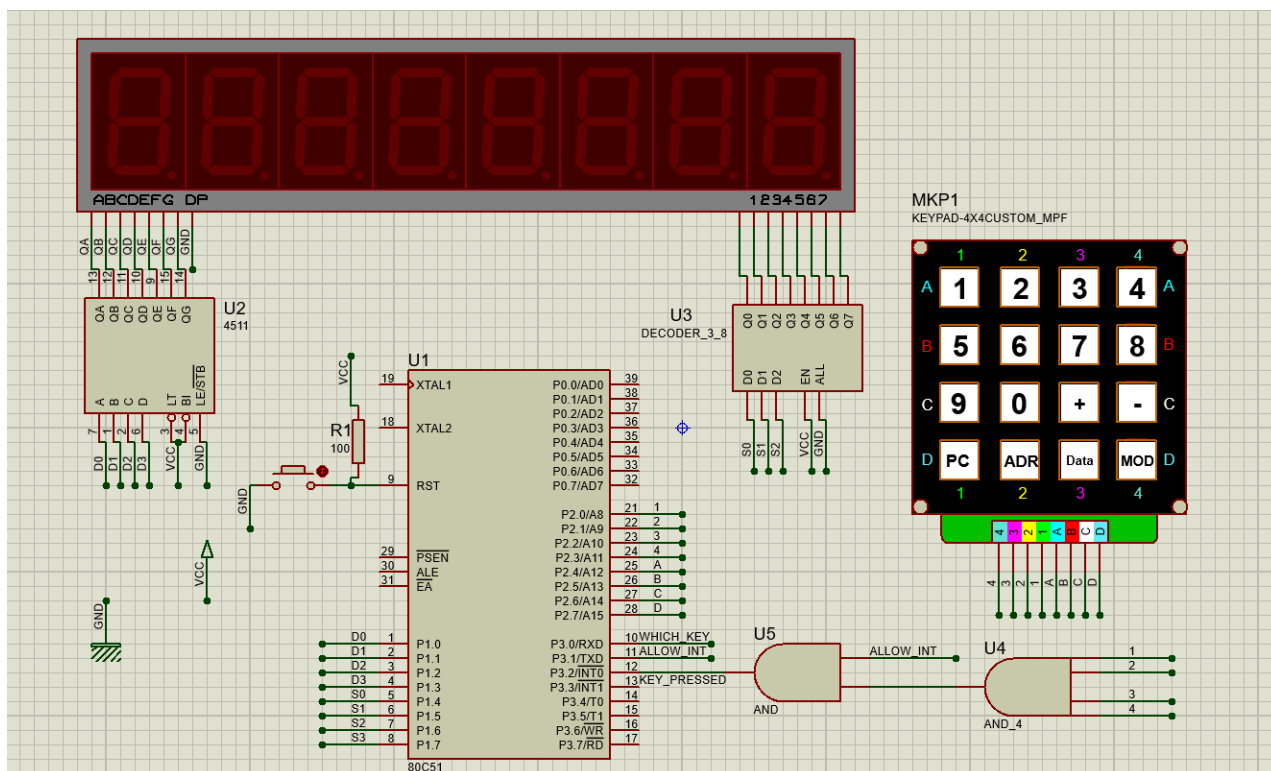 ABCDEFG DP
12345678
QA
QB
QC
QD
QE
QF
QG
GND
13
12
11
10
9
15
14
QA
QB
QC
QD
QE
QF
QG
U2
4511
A
B
C
D
LT
BI
LE/STB
7
1
2
6
3
4
5
D0
D1
D2
D3
VCC
GND
VCC
GND
R1
100
VCC
GND
U1
19 XTAL1
18 XTAL2
9 RST
29 PSEN
30 ALE
31 EA
D0 1 P1.0
D1 2 P1.1
D2 3 P1.2
D3 4 P1.3
S0 5 P1.4
S1 6 P1.5
S2 7 P1.6
S3 8 P1.7
P0.0/AD0 39
P0.1/AD1 38
P0.2/AD2 37
P0.3/AD3 36
P0.4/AD4 35
P0.5/AD5 34
P0.6/AD6 33
P0.7/AD7 32
P2.0/A8 21 1
P2.1/A9 22 2
P2.2/A10 23 3
P2.3/A11 24 4
P2.4/A12 25 A
P2.5/A13 26 B
P2.6/A14 27 C
P2.7/A15 28 D
P3.0/RXD 10 WHICH_KEY
P3.1/TXD 11 ALLOW_INT
P3.2/INT0 12
P3.3/INT1 13 KEY_PRESSED
P3.4/T0 14
P3.5/T1 15
P3.6/WR 16
P3.7/RD 17
80C51
U3
DECODER_3_8
Q0
Q1
Q2
Q3
Q4
Q5
Q6
Q7
D0
D1
D2
EN
ALL
S0
S1
S2
VCC
GND
MKP1
KEYPAD-4X4CUSTOM_MPF
1 2 3 4
A 1 2 3 4 A
B 5 6 7 8 B
C 9 0 + - C
D PC ADR Data MOD D
1 2 3 4
4 3 2 1 A B C D
4 3 2 1 A B C D
U5
AND
ALLOW_INT
U4
AND_4
1
2
3
4